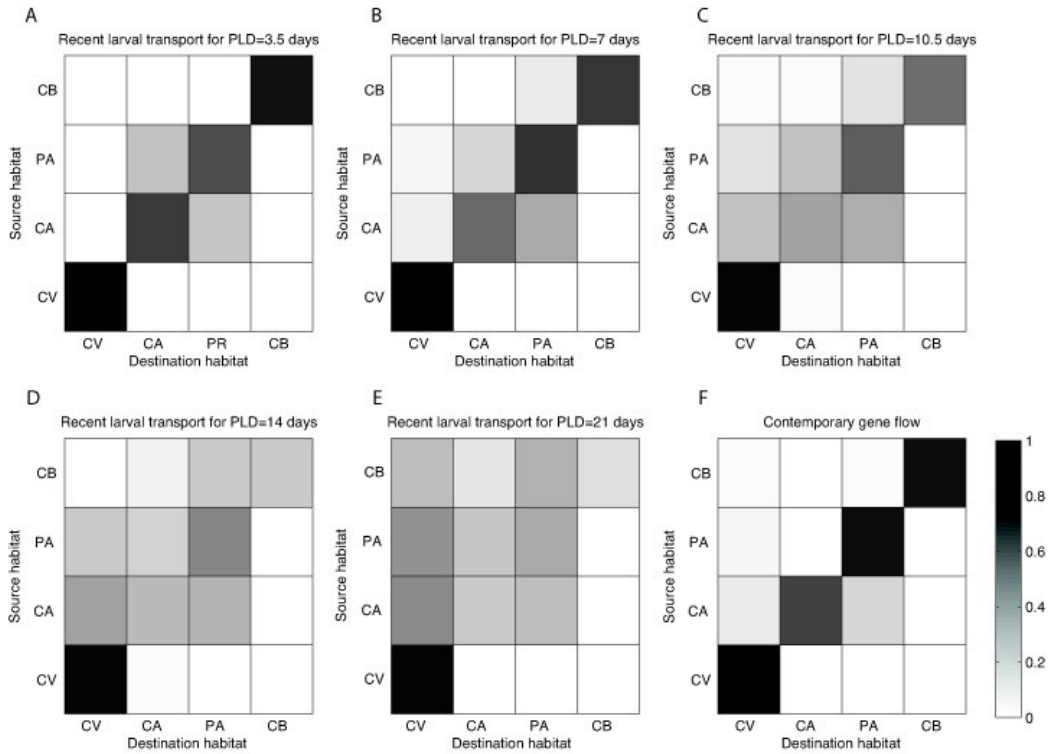 A
Recent larval transport for PLD=3.5 days
CB
PA
CA
CV
Source habitat
CV CA PR CB
Destination habitat
B
Recent larval transport for PLD=7 days
CB
PA
CA
CV
Source habitat
CV CA PA CB
Destination habitat
C
Recent larval transport for PLD=10.5 days
CB
PA
CA
CV
Source habitat
CV CA PA CB
Destination habitat
D
Recent larval transport for PLD=14 days
CB
PA
CA
CV
Source habitat
CV CA PA CB
Destination habitat
E
Recent larval transport for PLD=21 days
CB
PA
CA
CV
Source habitat
CV CA PA CB
Destination habitat
F
Contemporary gene flow
CB
PA
CA
CV
Source habitat
CV CA PA CB
Destination habitat
1
0.8
0.6
0.4
0.2
0